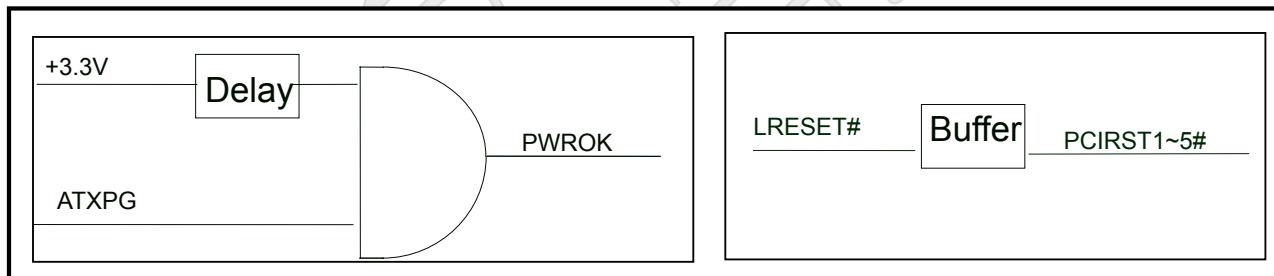 +3.3V
Delay
PWROK
ATXPG
LRESET#
Buffer
PCIRST1~5#